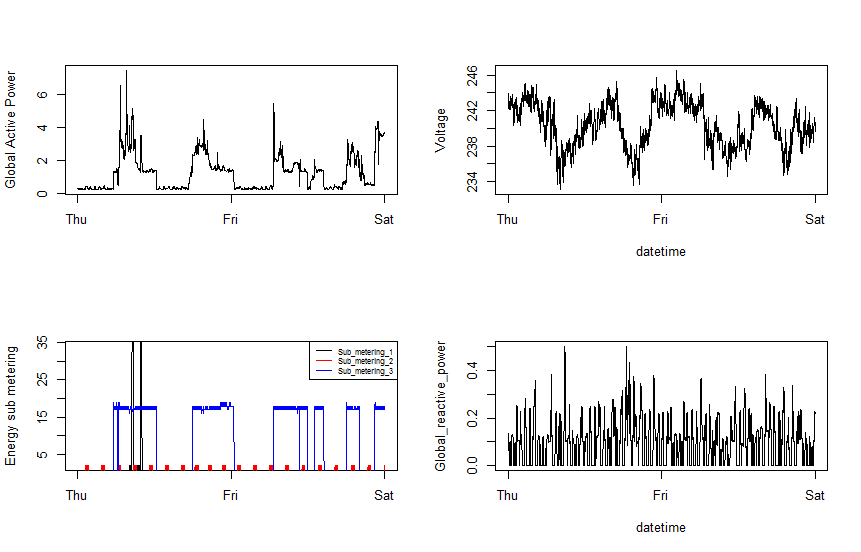 Global Active Power
6
4
2
0
Thu Fri Sat
Voltage
246
242
238
234
Thu Fri Sat
datetime
Energy sub metering
35
25
15
5
Sub_metering_1
Sub_metering_2
Sub_metering_3
Thu Fri Sat
Global_reactive_power
0.4
0.2
0.0
Thu Fri Sat
datetime